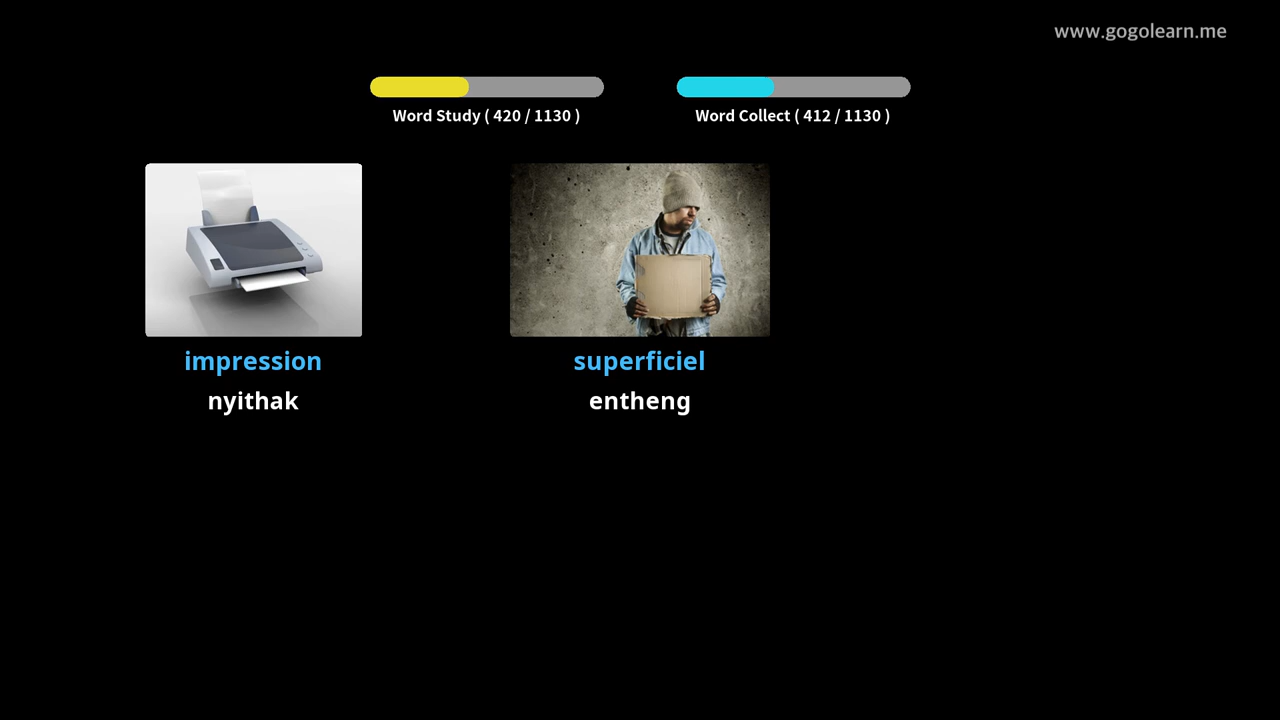 www.gogolearn.me
Word Study ( 420 / 1130 )
Word Collect ( 412 / 1130 )
impression
nyithak
superficiel
entheng